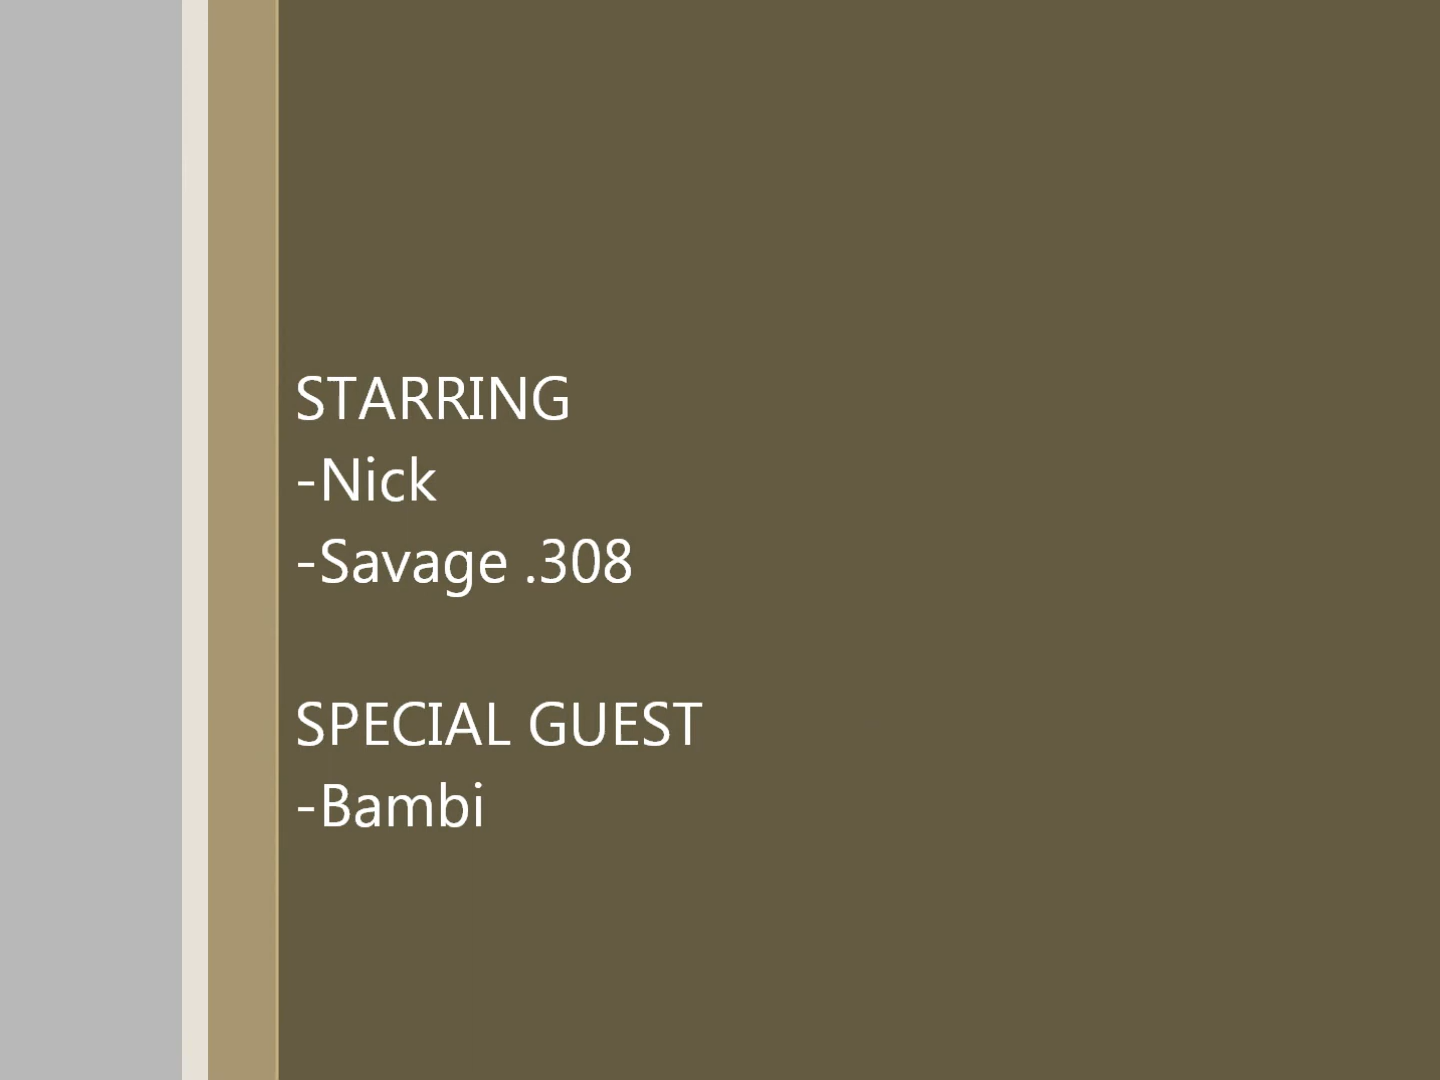 STARRING
-Nick
-Savage .308
SPECIAL GUEST
-Bambi